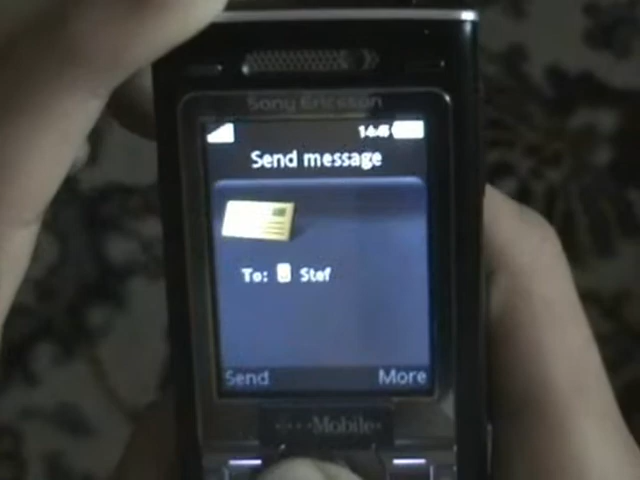 Sony Ericsson
14:45
Send message
To: Stef
Send More
··T··Mobile·